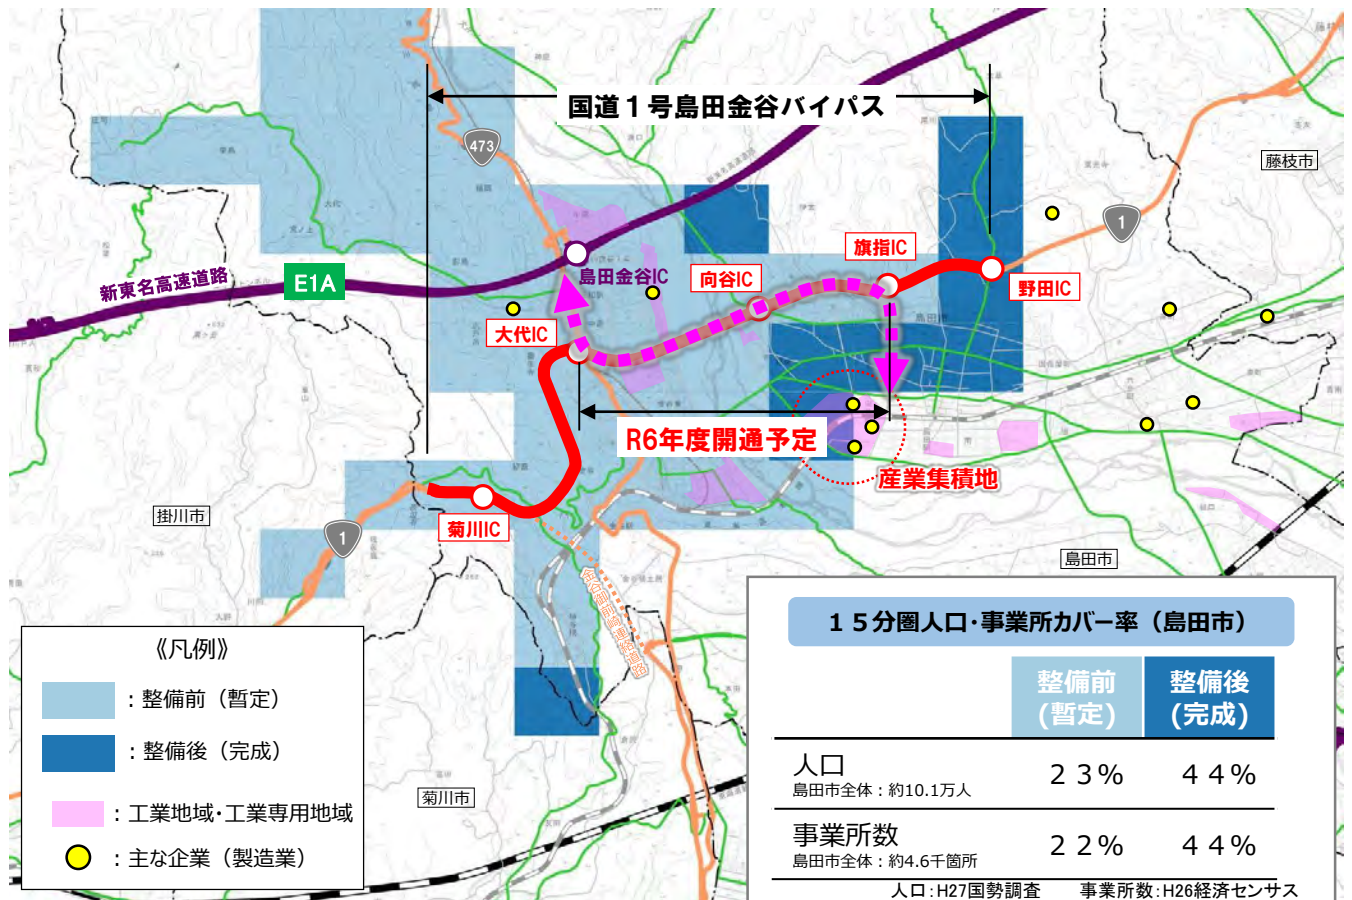 国道１号島田金谷バイパス
473
藤枝市
1
旗指IC
島田金谷IC
向谷IC
野田IC
新東名高速道路
E1A
大代IC
R6年度開通予定
産業集積地
掛川市
菊川IC
1
島田市
金谷御前崎連絡道路
菊川市
《凡例》
：整備前（暫定）
：整備後（完成）
：工業地域・工業専用地域
：主な企業（製造業）
１５分圏人口・事業所カバー率（島田市）
整備前 整備後
(暫定) (完成)
人口 ２３% ４４%
島田市全体：約10.1万人
事業所数 ２２% ４４%
島田市全体：約4.6千箇所
人口：H27国勢調査 事業所数：H26経済センサス